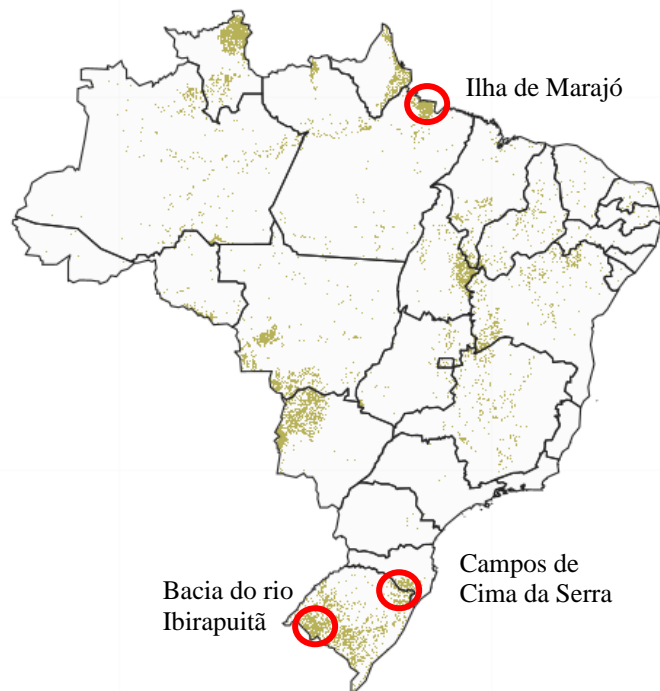 Ilha de Marajó
Campos de
Cima da Serra
Bacia do rio
Ibirapuitã